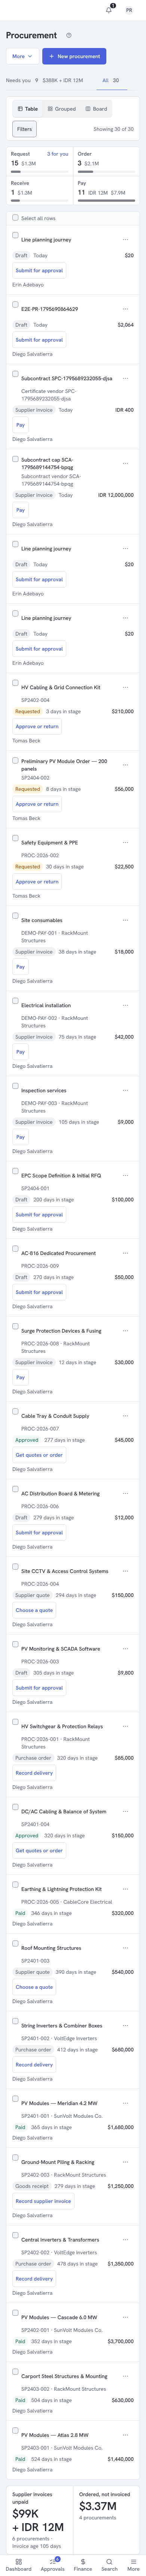 1
PR
Procurement
More
New procurement
Needs you 9 $368K + IDR 12M All 30
Table Grouped Board
Filters
Showing 30 of 30
Request 3 for you
15 $1.3M
Order
3 $2.1M
Receive
1 $1.3M
Pay
11 IDR 12M $7.9M
Select all rows
Line planning journey
Draft Today $20
Submit for approval
Erin Adebayo
E2E-PR-1795690864629
Draft Today $2,064
Submit for approval
Diego Salvatierra
Subcontract SPC-1795689232055-djsa
Certificate vendor SPC-
1795689232055-djsa
Supplier invoice Today IDR 400
Pay
Diego Salvatierra
Subcontract cap SCA-
1795689144754-bpqg
Subcontract vendor SCA-
1795689144754-bpqg
Supplier invoice Today IDR 12,000,000
Pay
Diego Salvatierra
Line planning journey
Draft Today $20
Submit for approval
Erin Adebayo
Line planning journey
Draft Today $20
Submit for approval
Erin Adebayo
HV Cabling & Grid Connection Kit
SP2402-004
Requested 3 days in stage $210,000
Approve or return
Tomas Beck
Preliminary PV Module Order — 200
panels
SP2404-002
Requested 8 days in stage $56,000
Approve or return
Tomas Beck
Safety Equipment & PPE
PROC-2026-002
Requested 30 days in stage $22,500
Approve or return
Tomas Beck
Site consumables
DEMO-PAY-001 · RackMount
Structures
Supplier invoice 38 days in stage $18,000
Pay
Diego Salvatierra
Electrical installation
DEMO-PAY-002 · RackMount
Structures
Supplier invoice 75 days in stage $42,000
Pay
Diego Salvatierra
Inspection services
DEMO-PAY-003 · RackMount
Structures
Supplier invoice 105 days in stage $9,000
Pay
Diego Salvatierra
EPC Scope Definition & Initial RFQ
SP2404-001
Draft 200 days in stage $100,000
Submit for approval
Diego Salvatierra
AC-816 Dedicated Procurement
PROC-2026-009
Draft 270 days in stage $50,000
Submit for approval
Diego Salvatierra
Surge Protection Devices & Fusing
PROC-2026-008 · RackMount
Structures
Supplier invoice 12 days in stage $30,000
Pay
Diego Salvatierra
Cable Tray & Conduit Supply
PROC-2026-007
Approved 277 days in stage $45,000
Get quotes or order
Diego Salvatierra
AC Distribution Board & Metering
PROC-2026-006
Draft 279 days in stage $12,000
Submit for approval
Diego Salvatierra
Site CCTV & Access Control Systems
PROC-2026-004
Supplier quote 294 days in stage $150,000
Choose a quote
Diego Salvatierra
PV Monitoring & SCADA Software
PROC-2026-003
Draft 305 days in stage $9,800
Submit for approval
Diego Salvatierra
HV Switchgear & Protection Relays
PROC-2026-001 · RackMount
Structures
Purchase order 320 days in stage $85,000
Record delivery
Diego Salvatierra
DC/AC Cabling & Balance of System
SP2401-004
Approved 320 days in stage $150,000
Get quotes or order
Diego Salvatierra
Earthing & Lightning Protection Kit
PROC-2026-005 · CableCore Electrical
Paid 346 days in stage $320,000
Diego Salvatierra
Roof Mounting Structures
SP2401-003
Supplier quote 390 days in stage $540,000
Choose a quote
Diego Salvatierra
String Inverters & Combiner Boxes
SP2401-002 · VoltEdge Inverters
Purchase order 412 days in stage $680,000
Record delivery
Diego Salvatierra
PV Modules — Meridian 4.2 MW
SP2401-001 · SunVolt Modules Co.
Paid 365 days in stage $1,680,000
Diego Salvatierra
Ground-Mount Piling & Racking
SP2402-003 · RackMount Structures
Goods receipt 279 days in stage $1,250,000
Record supplier invoice
Diego Salvatierra
Central Inverters & Transformers
SP2402-002 · VoltEdge Inverters
Purchase order 478 days in stage $1,350,000
Record delivery
Diego Salvatierra
PV Modules — Cascade 6.0 MW
SP2402-001 · SunVolt Modules Co.
Paid 352 days in stage $3,700,000
Diego Salvatierra
Carport Steel Structures & Mounting
SP2403-002 · RackMount Structures
Paid 504 days in stage $630,000
Diego Salvatierra
PV Modules — Atlas 2.8 MW
SP2403-001 · SunVolt Modules Co.
Paid 524 days in stage $1,440,000
Diego Salvatierra
Supplier invoices
unpaid
$99K
+ IDR 12M
6 procurements ·
invoice age 105 days
Ordered, not invoiced
$3.37M
4 procurements
Dashboard Approvals Finance Search More